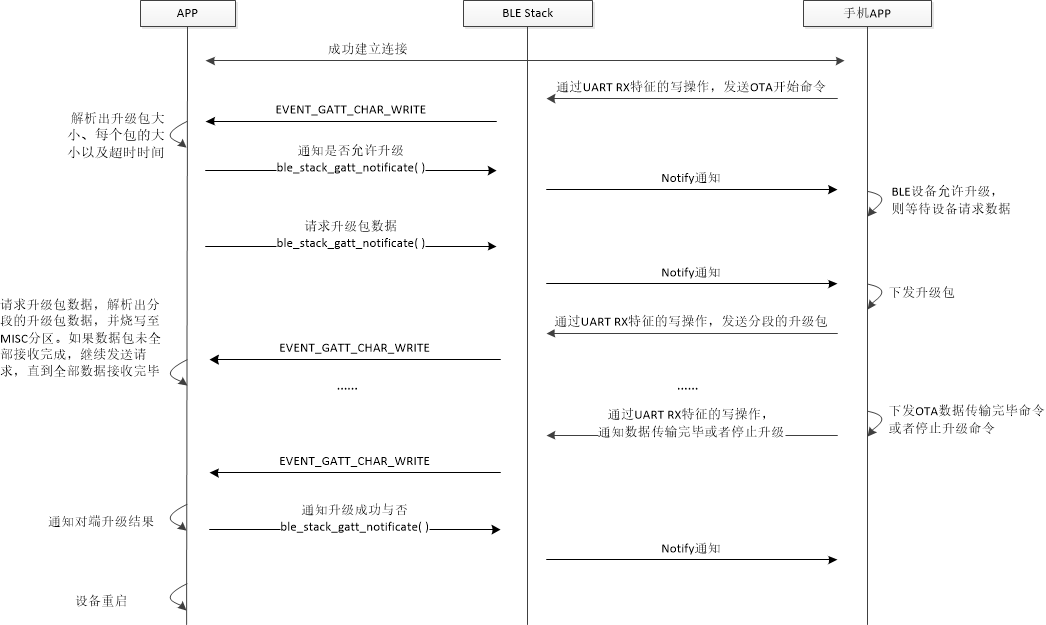 APP
BLE Stack
手机APP
成功建立连接
通过UART RX特征的写操作，发送OTA开始命令
EVENT_GATT_CHAR_WRITE
解析出升级包大
小、每个包的大
小以及超时时间
通知是否允许升级
ble_stack_gatt_notificate( )
Notify通知
BLE设备允许升级，
则等待设备请求数据
请求升级包数据
ble_stack_gatt_notificate( )
Notify通知
下发升级包
请求升级包数据，解析出分
段的升级包数据，并烧写至
MISC分区。如果数据包未全
部接收完成，继续发送请
求，直到全部数据接收完毕
通过UART RX特征的写操作，发送分段的升级包
EVENT_GATT_CHAR_WRITE
......
......
下发OTA数据传输完毕命令
或者停止升级命令
通过UART RX特征的写操作，
通知数据传输完毕或者停止升级
EVENT_GATT_CHAR_WRITE
通知对端升级结果
通知升级成功与否
ble_stack_gatt_notificate( )
Notify通知
设备重启